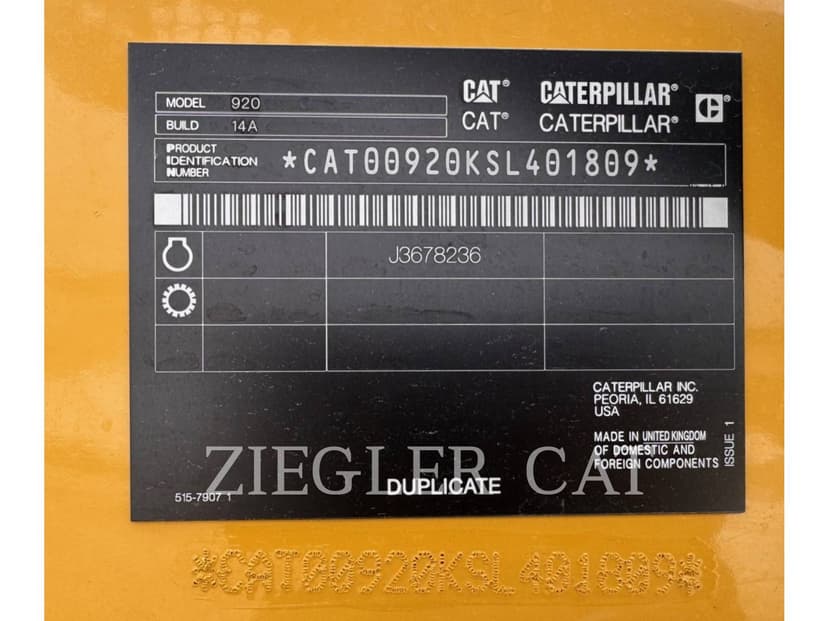 CAT® CATERPILLAR®
CAT® CATERPILLAR®
MODEL 920
BUILD 14A
PRODUCT IDENTIFICATION NUMBER *CAT00920KSL401809*
J3678236
CATERPILLAR INC.
PEORIA, IL 61629
USA
MADE IN UNITED KINGDOM
OF DOMESTIC AND
FOREIGN COMPONENTS
ISSUE 1
ZIEGLER CAT
DUPLICATE
515-7907 1
*CAT00920KSL401809*